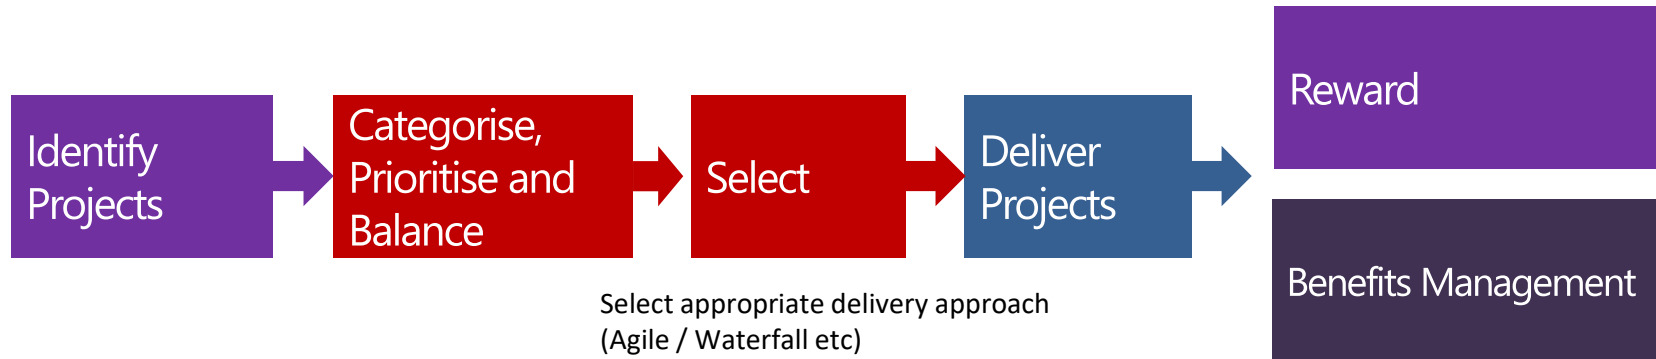 Identify
Projects
Categorise,
Prioritise and
Balance
Select
Deliver
Projects
Reward
Benefits Management
Select appropriate delivery approach
(Agile / Waterfall etc)